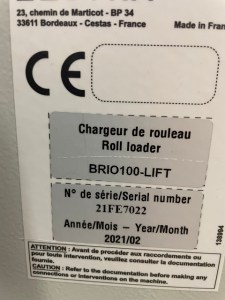 23, chemin de Marticot - BP 34
33611 Bordeaux - Cestas - France
Made in Fran
CE
Chargeur de rouleau
Roll loader
BRIO100-LIFT
N° de série/Serial number
21FE7022
Année/Mois – Year/Month
2021/02
138004
ATTENTION : Avant de procéder aux raccordements ou
pour toute intervention, veuillez consulter la documentation
fournie.
CAUTION : Refer to the documentation before making any
connections or interventions on the machine.